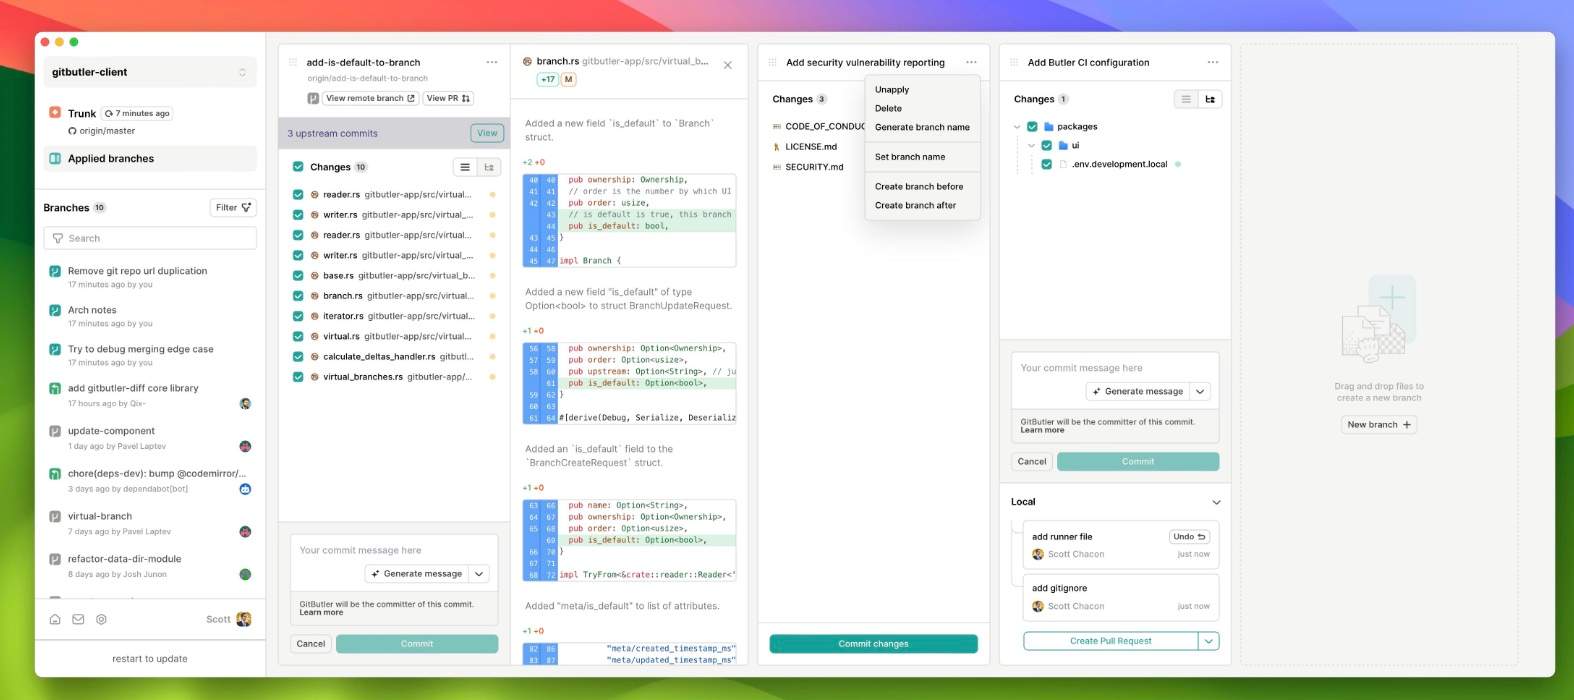 gitbutler-client
Trunk
7 minutes ago
origin/master
Applied branches
Branches 10
Filter
Search
Remove git repo url duplication
17 minutes ago by you
Arch notes
17 minutes ago by you
Try to debug merging edge case
17 minutes ago by you
add gitbutler-diff core library
17 hours ago by Qix-
update-component
1 day ago by Pavel Laptev
chore(deps-dev): bump @codemirror/...
3 days ago by dependabot[bot]
virtual-branch
7 days ago by Pavel Laptev
refactor-data-dir-module
8 days ago by Josh Junon
Scott
restart to update
add-is-default-to-branch
origin/add-is-default-to-branch
View remote branch
View PR
3 upstream commits
View
Changes 10
reader.rs gitbutler-app/src/virtual...
writer.rs gitbutler-app/src/virtual_...
reader.rs gitbutler-app/src/virtual...
writer.rs gitbutler-app/src/virtual_...
base.rs gitbutler-app/src/virtual_b...
branch.rs gitbutler-app/src/virtual...
iterator.rs gitbutler-app/src/virtual...
virtual.rs gitbutler-app/src/virtual...
calculate_deltas_handler.rs gitbutl...
virtual_branches.rs gitbutler-app/...
Your commit message here
Generate message
GitButler will be the committer of this commit.
Learn more
Cancel
Commit
branch.rs gitbutler-app/src/virtual_b...
+17 M
Added a new field `is_default` to `Branch`
struct.
+2 +0
40 40 pub ownership: Ownership,
41 41 // order is the number by which UI
42 42 pub order: usize,
43 // is default is true, this branch
44 pub is_default: bool,
43 45 }
44 46
45 47 impl Branch {
Added a new field "is_default" of type
Option<bool> to struct BranchUpdateRequest.
+1 +0
56 58 pub ownership: Option<Ownership>,
57 59 pub order: Option<usize>,
58 60 pub upstream: Option<String>, // ju
61 pub is_default: Option<bool>,
59 62 }
60 63
61 64 #[derive(Debug, Serialize, Deserializ
Added an `is_default` field to the
`BranchCreateRequest` struct.
+1 +0
63 66 pub name: Option<String>,
64 67 pub ownership: Option<Ownership>,
65 68 pub order: Option<usize>,
69 pub is_default: Option<bool>,
66 70 }
67 71
68 72 impl TryFrom<&crate::reader::Reader<'
Added "meta/is_default" to list of attributes.
+1 +0
82 86 "meta/created_timestamp_ms"
83 87 "meta/updated_timestamp_ms"
Add security vulnerability reporting
Changes 3
CODE_OF_CONDUC
LICENSE.md
SECURITY.md
Unapply
Delete
Generate branch name
Set branch name
Create branch before
Create branch after
Commit changes
Add Butler CI configuration
Changes 1
packages
ui
.env.development.local
Your commit message here
Generate message
GitButler will be the committer of this commit.
Learn more
Cancel
Commit
Local
add runner file
Undo
Scott Chacon
just now
add gitignore
Scott Chacon
just now
Create Pull Request
Drag and drop files to
create a new branch
New branch